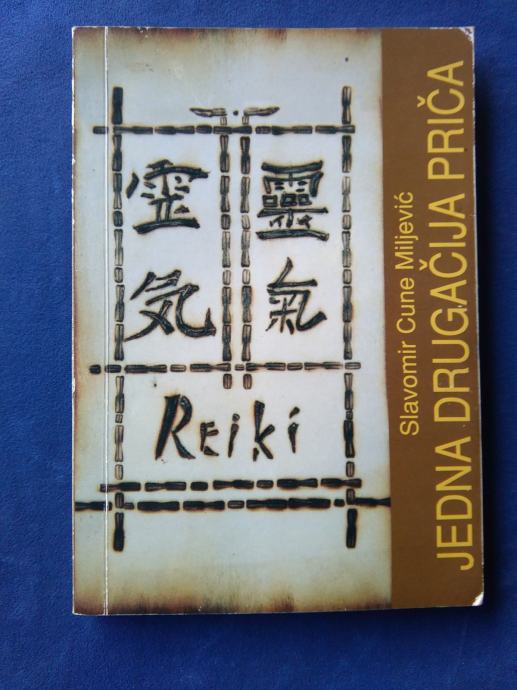 霊 靈
気 氣
REIKI
Slavomir Cune Miljević
JEDNA DRUGAČIJA PRIČA